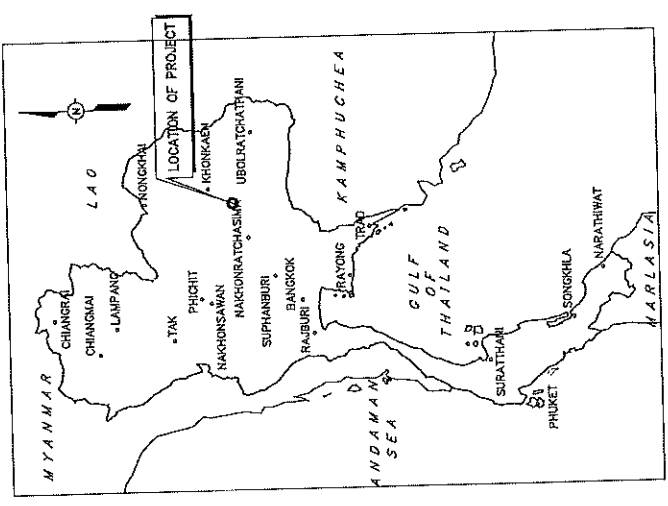 LOCATION OF PROJECT
MYANMAR
LAO
CHIANGRAI
CHIANGMAI
LAMPANG
NONGKHAI
TAK
PHICHIT
KHONKAEN
NAKHONSAWAN
NAKHONRATCHASIMA
UBOLRATCHATHANI
SUPHANBURI
BANGKOK
RAJBURI
KAMPHUCHEA
RAYONG
TRAD
GULF
OF
THAILAND
ANDAMAN
SEA
SURATTHANI
SONGKHLA
PHUKET
NARATHIWAT
MARLASIA
N